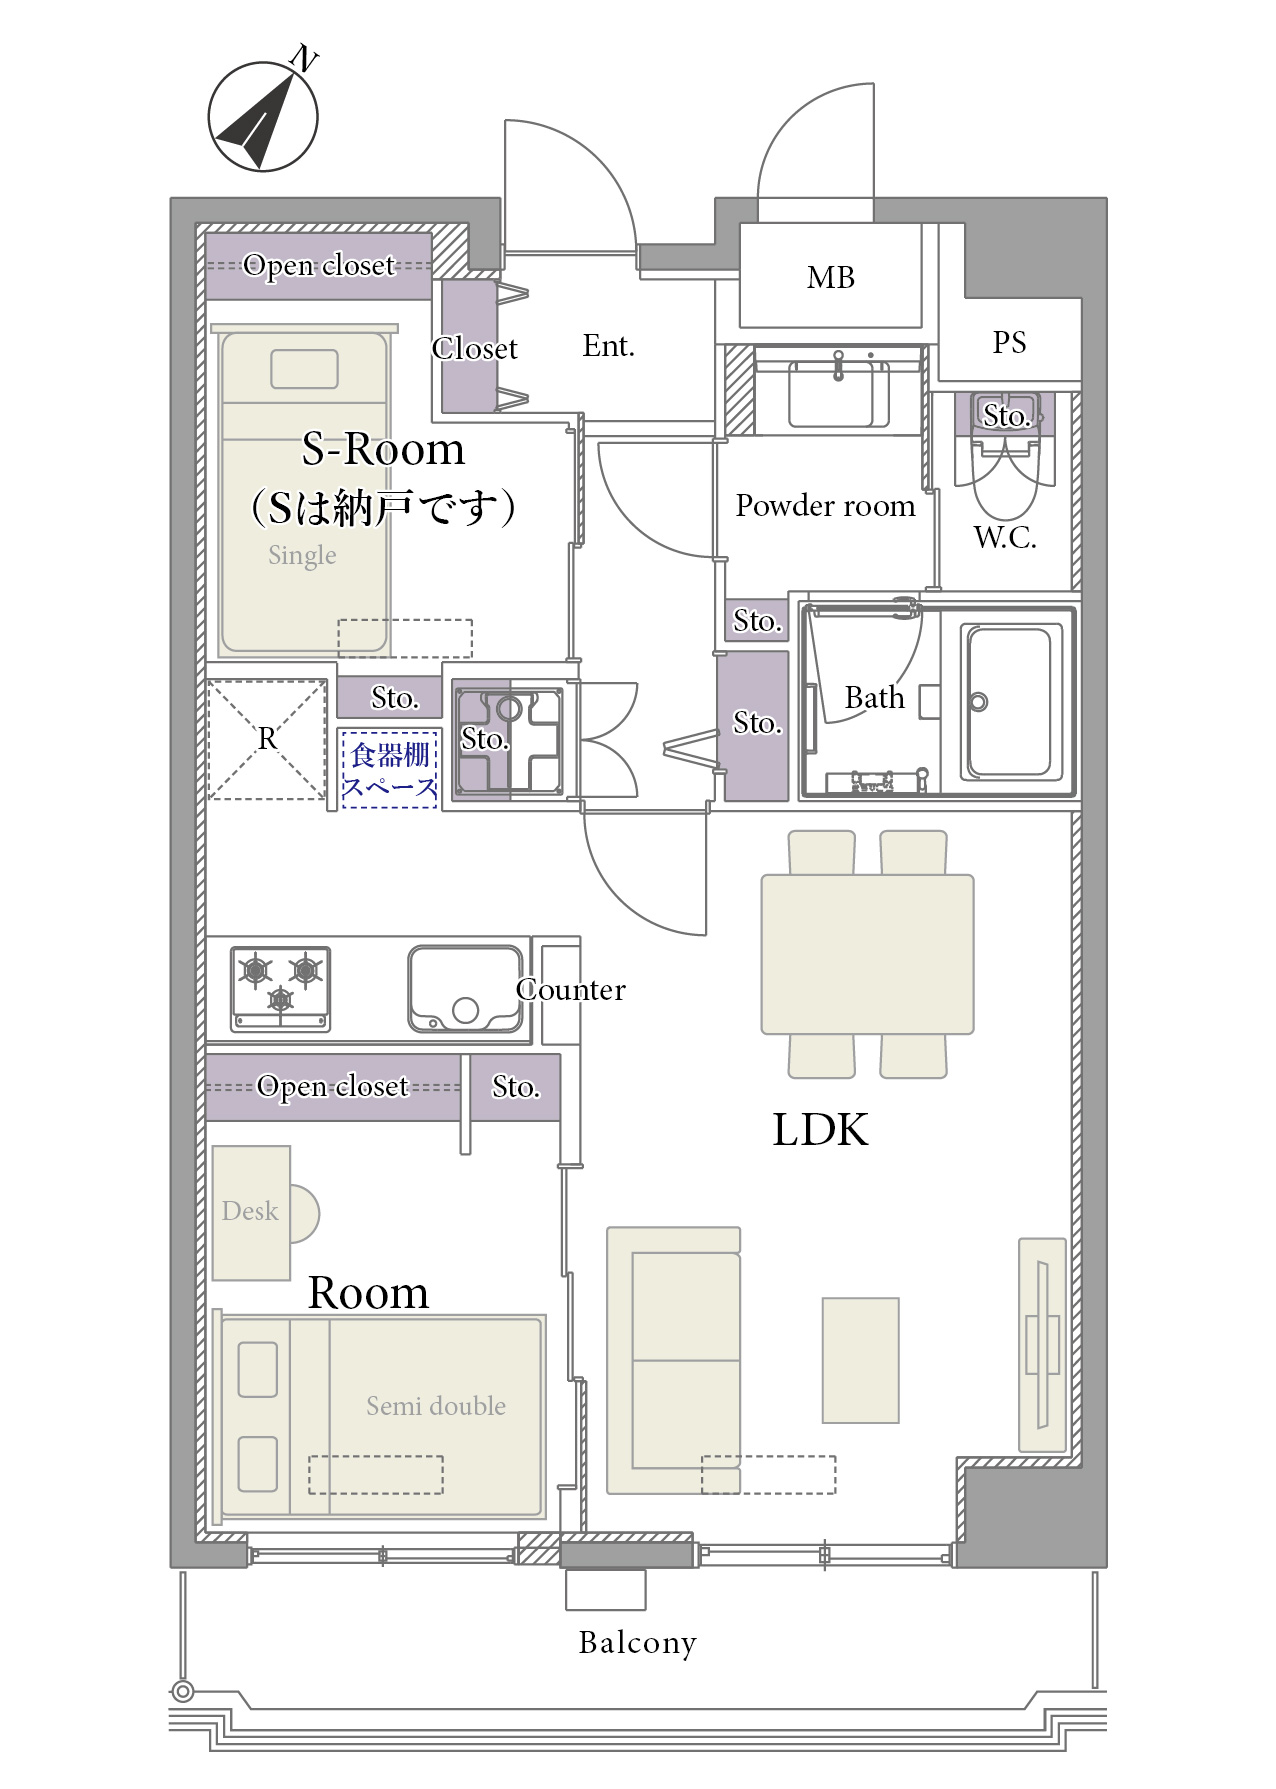 N
Open closet
MB
Closet
Ent.
PS
Sto.
S-Room
（Sは納戸です）
Single
Powder room
W.C.
Sto.
Sto.
Bath
R
Sto.
Sto.
食器棚
スペース
Counter
Open closet
Sto.
LDK
Desk
Room
Semi double
Balcony